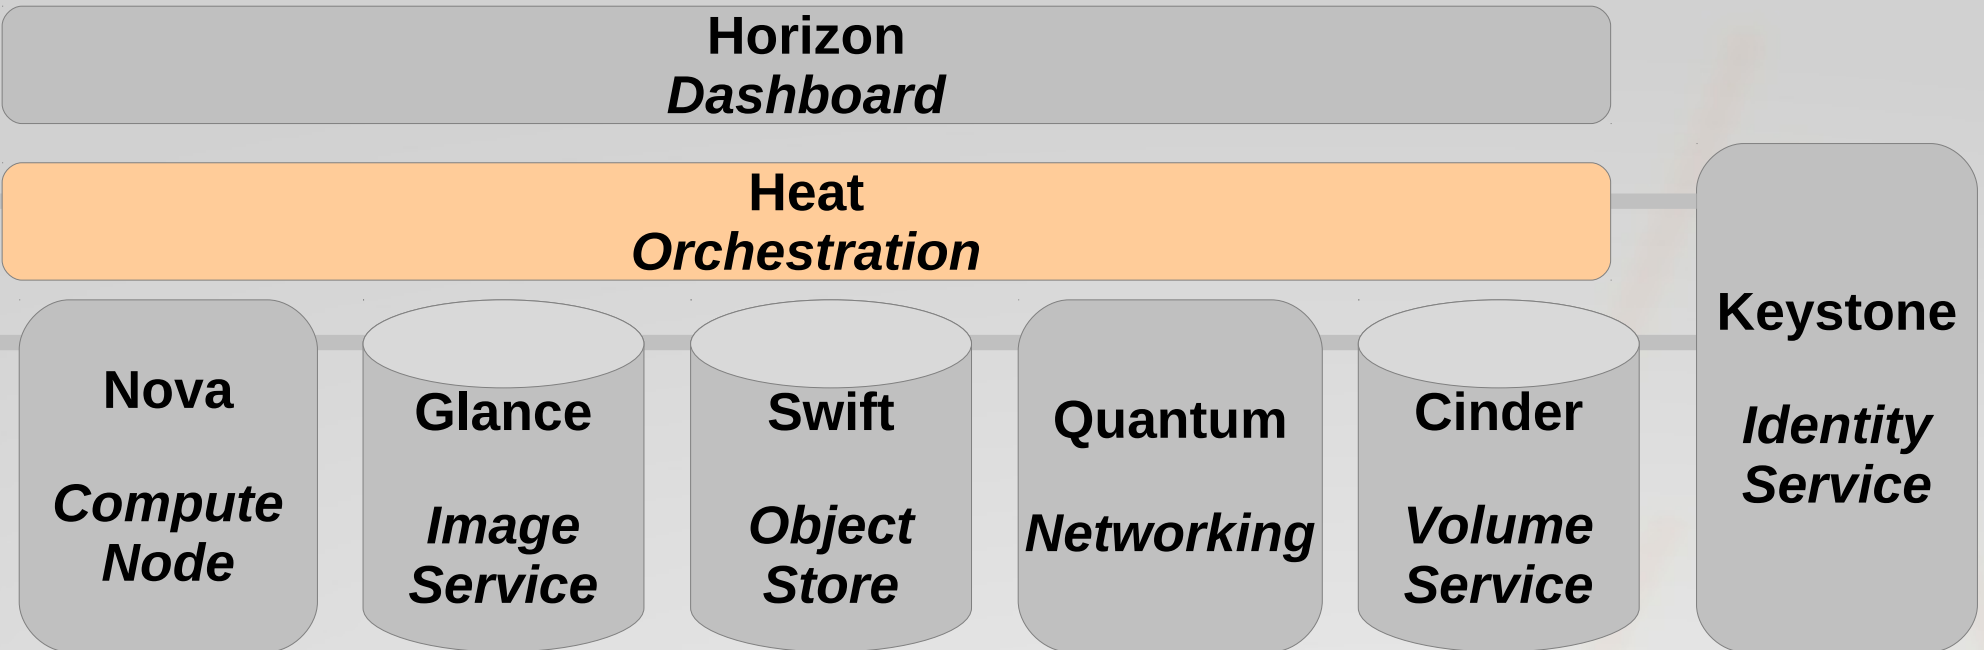 Horizon
Dashboard
Heat
Orchestration
Nova
Compute
Node
Glance
Image
Service
Swift
Object
Store
Quantum
Networking
Cinder
Volume
Service
Keystone
Identity
Service